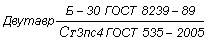 Б – 30 ГОСТ 8239 – 89
Двутавр
Ст3пс4 ГОСТ 535 – 2005